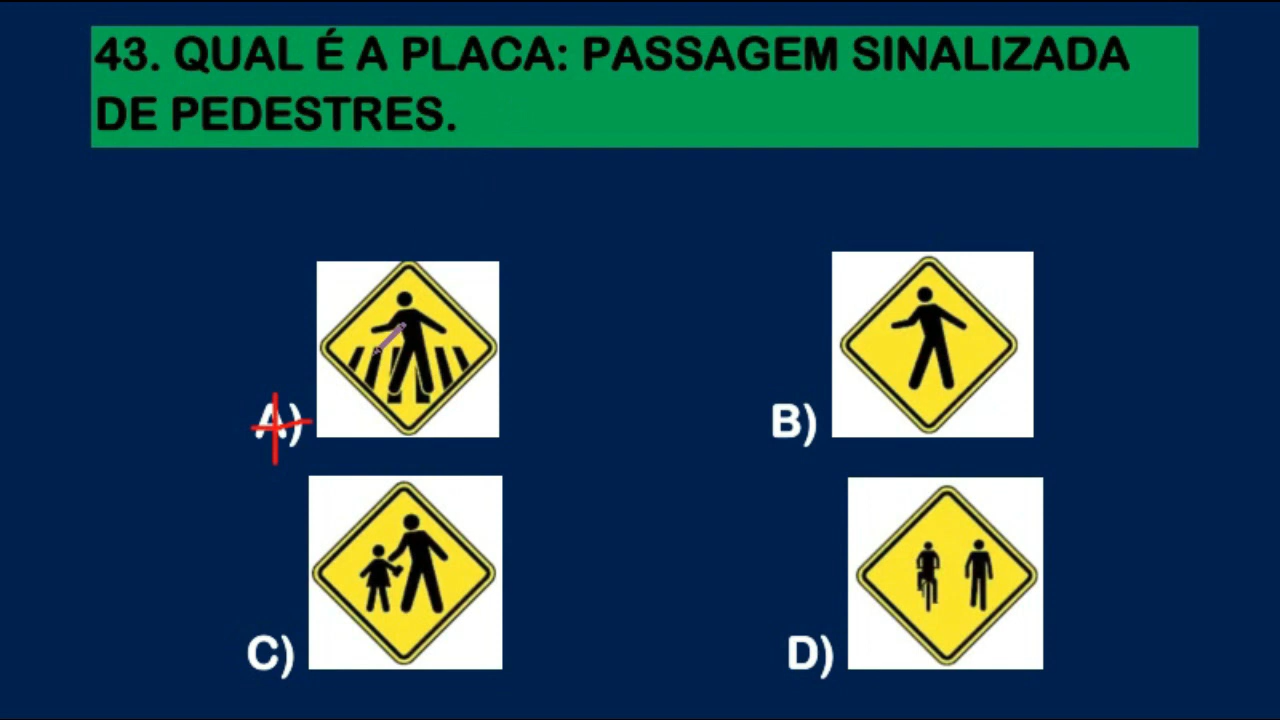 43. QUAL É A PLACA: PASSAGEM SINALIZADA
DE PEDESTRES.
A)
B)
C)
D)